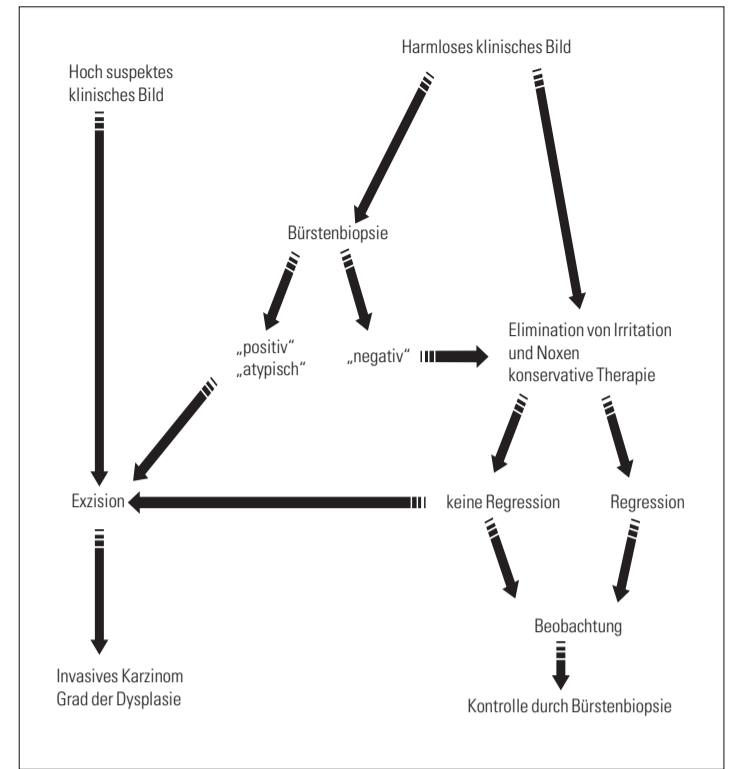 Harmloses klinisches Bild
Hoch suspektes
klinisches Bild
Bürstenbiopsie
„positiv“
„atypisch“
„negativ“
Elimination von Irritation
und Noxen
konservative Therapie
Exzision
keine Regression
Regression
Beobachtung
Invasives Karzinom
Grad der Dysplasie
Kontrolle durch Bürstenbiopsie